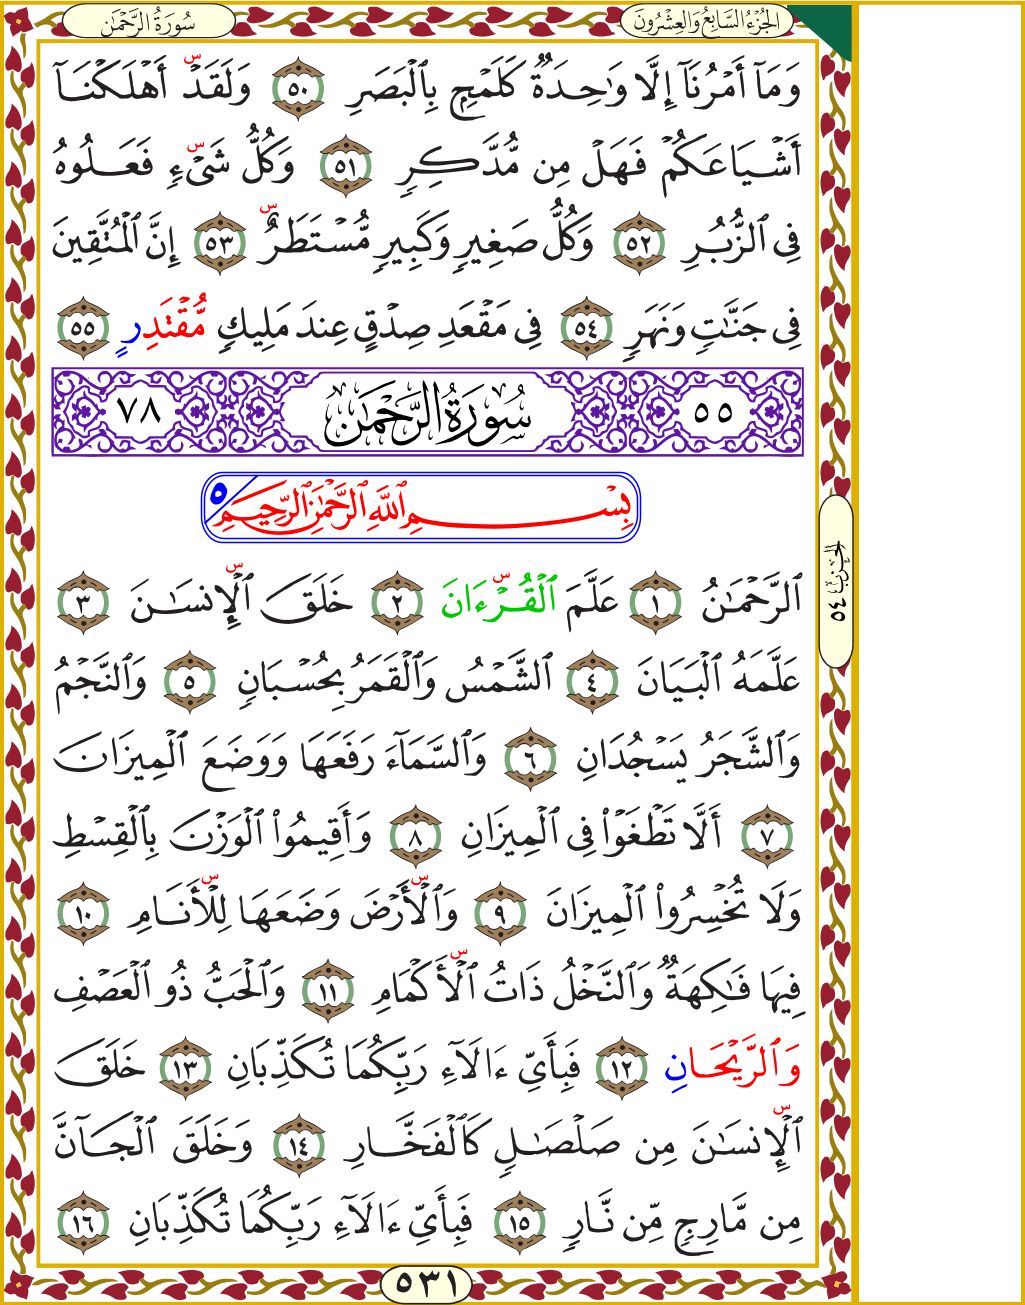 سُورَةُ الرَّحْمَٰن
الجُزْءُ السَّابِعُ وَالعِشْرُونَ
وَمَآ أَمْرُنَآ إِلَّا وَٰحِدَةٌ كَلَمْحٍۭ بِٱلْبَصَرِ ٥٠ وَلَقَدْ س أَهْلَكْنَآ
أَشْيَاعَكُمْ فَهَلْ مِن مُّدَّكِرٍ ٥١ وَكُلُّ شَىْءٍ س فَعَلُوهُ
فِى ٱلزُّبُرِ ٥٢ وَكُلُّ صَغِيرٍ وَكَبِيرٍ مُّسْتَطَرٌ س ٥٣ إِنَّ ٱلْمُتَّقِينَ
فِى جَنَّٰتٍ وَنَهَرٍ ٥٤ فِى مَقْعَدِ صِدْقٍ عِندَ مَلِيكٍ مُّقْتَدِرٍ ٥٥
٥٥ سُورَةُ الرَّحْمَٰن ٧٨
بِسْمِ ٱللَّهِ ٱلرَّحْمَٰنِ ٱلرَّحِيمِ ٥
ٱلرَّحْمَٰنُ ١ عَلَّمَ ٱلْقُرْءَانَ س ٢ خَلَقَ ٱلْإِنسَٰنَ س ٣
عَلَّمَهُ ٱلْبَيَانَ ٤ ٱلشَّمْسُ وَٱلْقَمَرُ بِحُسْبَانٍ ٥ وَٱلنَّجْمُ
وَٱلشَّجَرُ يَسْجُدَانِ ٦ وَٱلسَّمَآءَ رَفَعَهَا وَوَضَعَ ٱلْمِيزَانَ
٧ أَلَّا تَطْغَوْا۟ فِى ٱلْمِيزَانِ ٨ وَأَقِيمُوا۟ ٱلْوَزْنَ بِٱلْقِسْطِ
وَلَا تُخْسِرُوا۟ ٱلْمِيزَانَ ٩ وَٱلْأَرْضَ س وَضَعَهَا لِلْأَنَامِ س ١٠
فِيهَا فَٰكِهَةٌ وَٱلنَّخْلُ ذَاتُ ٱلْأَكْمَامِ س ١١ وَٱلْحَبُّ ذُو ٱلْعَصْفِ
وَٱلرَّيْحَانِ ١٢ فَبِأَىِّ ءَالَآءِ رَبِّكُمَا تُكَذِّبَانِ ١٣ خَلَقَ
ٱلْإِنسَٰنَ س مِن صَلْصَٰلٍ كَٱلْفَخَّارِ ١٤ وَخَلَقَ ٱلْجَآنَّ
مِن مَّارِجٍ مِّن نَّارٍ ١٥ فَبِأَىِّ ءَالَآءِ رَبِّكُمَا تُكَذِّبَانِ ١٦
الحزب ٥٤
٥٣١